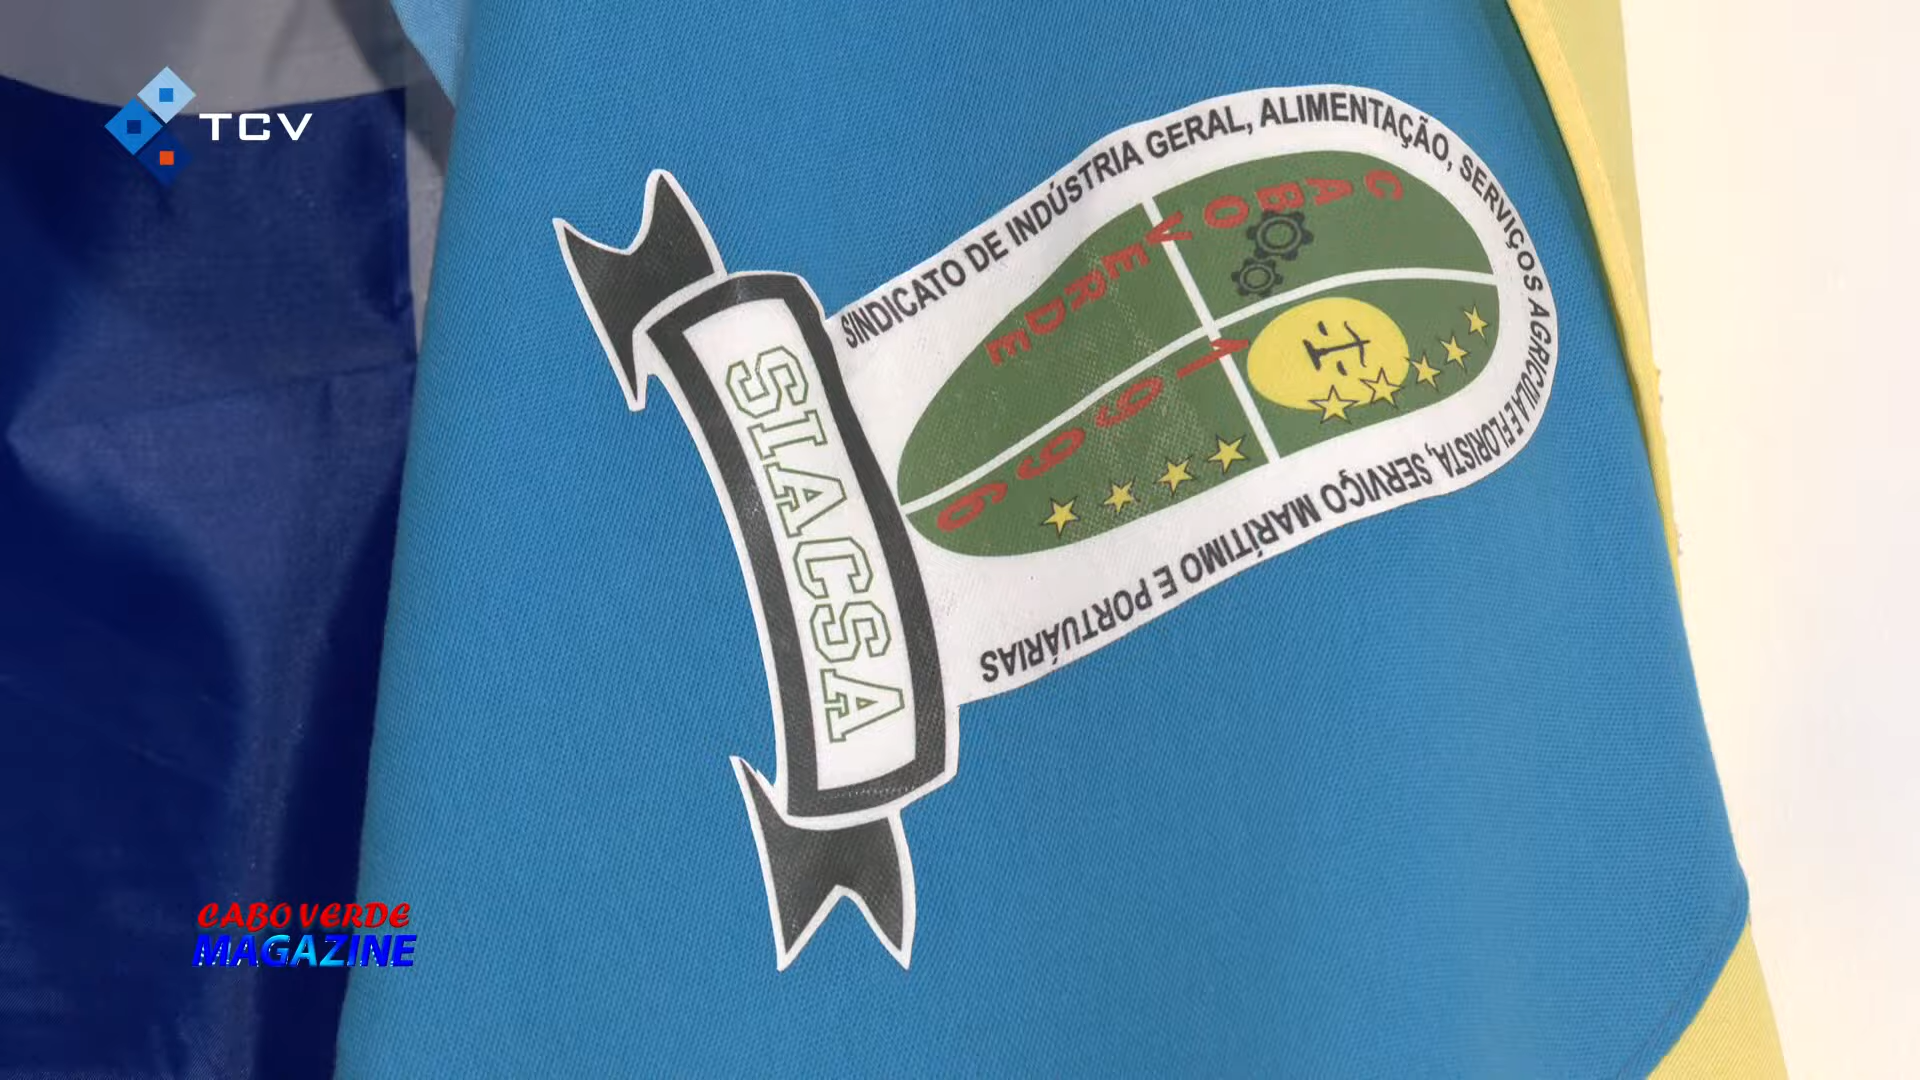 TCV
SINDICATO DE INDÚSTRIA GERAL, ALIMENTAÇÃO, SERVIÇOS AGRICULA E FLORISTA, SERVIÇO MARÍTIMO E PORTUÁRIAS
CABO VERDE
1996
SIACSA
CABO VERDE
MAGAZINE